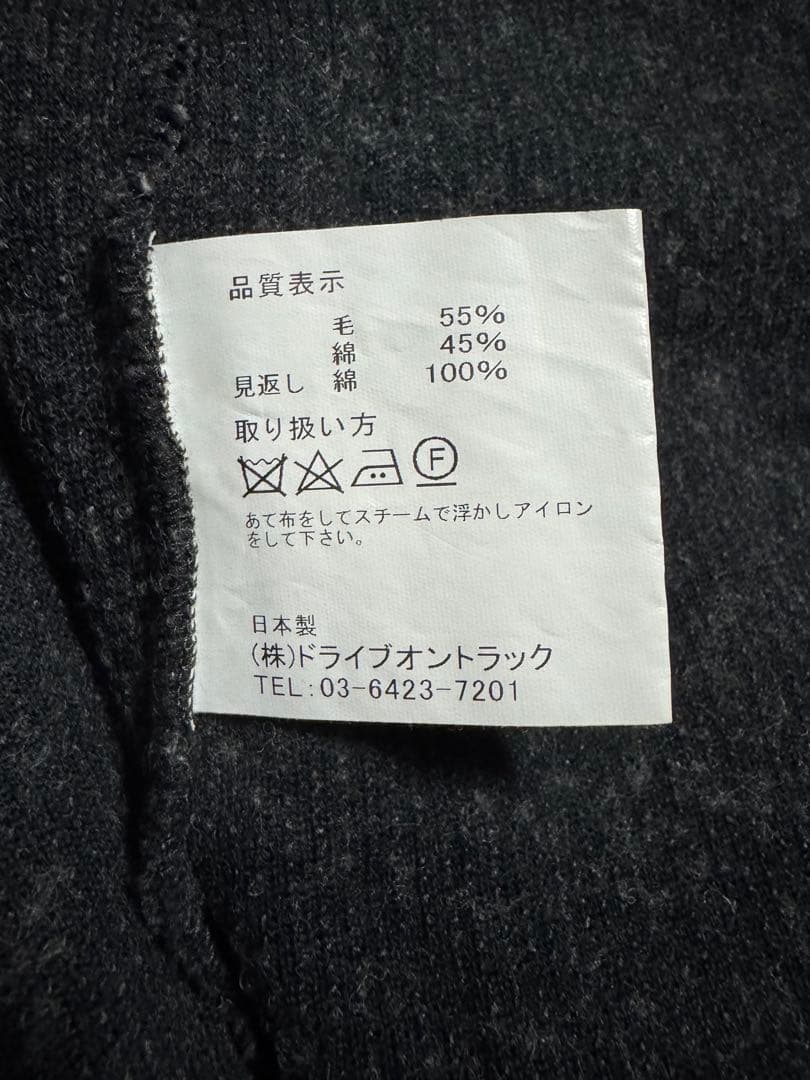 品質表示
毛 55%
綿 45%
見返し 綿 100%
取り扱い方
F
あて布をしてスチームで浮かしアイロン
をして下さい。
日本製
(株)ドライブオントラック
TEL:03-6423-7201